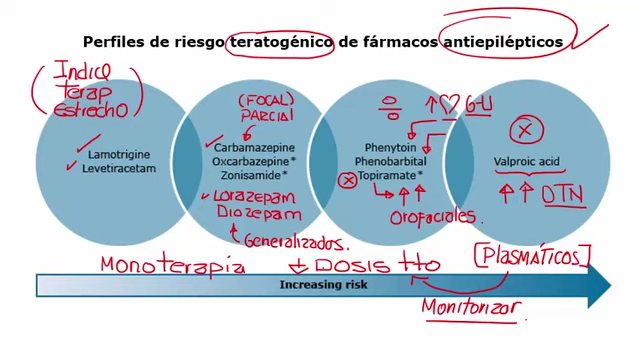 Perfiles de riesgo teratogénico de fármacos antiepilépticos
Indice
Terap
Estrecho
Lamotrigine
Levetiracetam
(FOCAL)
PARCIAL
Carbamazepine
Oxcarbazepine*
Zonisamide*
Lorazepam
Diazepam
Generalizados.
↑♡ G-U
Phenytoin
Phenobarbital
Topiramate*
↑ ↑
Orofaciales.
Valproic acid
↑ ↑ DTN
Monoterapia
↓ Dosis tto
[Plasmáticos]
Increasing risk
Monitorizar.